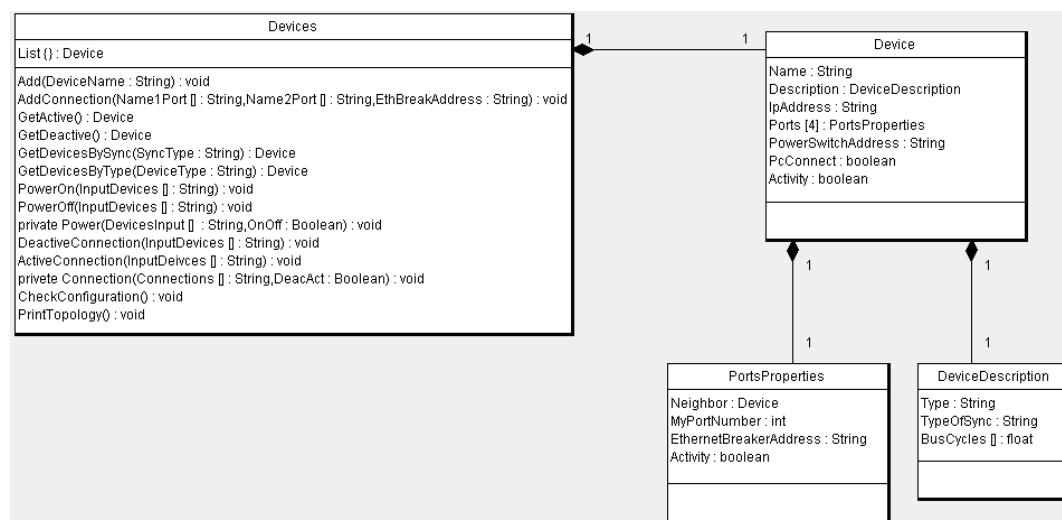 Devices
List {} : Device
Add(DeviceName : String) : void
AddConnection(Name1Port [] : String,Name2Port [] : String,EthBreakAddress : String) : void
GetActive() : Device
GetDeactive() : Device
GetDevicesBySync(SyncType : String) : Device
GetDevicesByType(DeviceType : String) : Device
PowerOn(InputDevices [] : String) : void
PowerOff(InputDevices [] : String) : void
private Power(DevicesInput [] : String,OnOff : Boolean) : void
DeactiveConnection(InputDevices [] : String) : void
ActiveConnection(InputDeivces [] : String) : void
privete Connection(Connections [] : String,DeacAct : Boolean) : void
CheckConfiguration() : void
PrintTopology() : void
1
1
Device
Name : String
Description : DeviceDescription
IpAddress : String
Ports [4] : PortsProperties
PowerSwitchAddress : String
PcConnect : boolean
Activity : boolean
1
1
1
1
PortsProperties
Neighbor : Device
MyPortNumber : int
EthernetBreakerAddress : String
Activity : boolean
DeviceDescription
Type : String
TypeOfSync : String
BusCycles [] : float